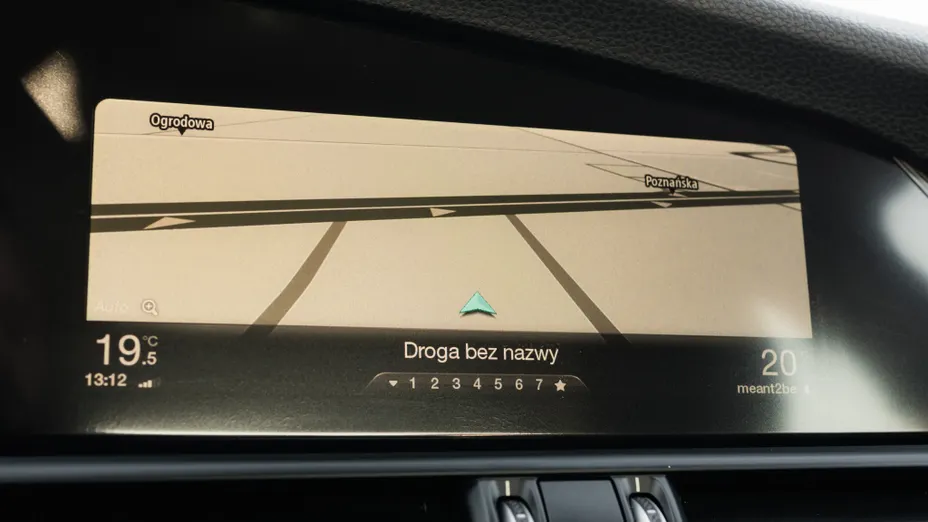 Ogrodowa
Poznańska
Auto
19.5 °C
Droga bez nazwy
20
13:12
1 2 3 4 5 6 7
meant2be